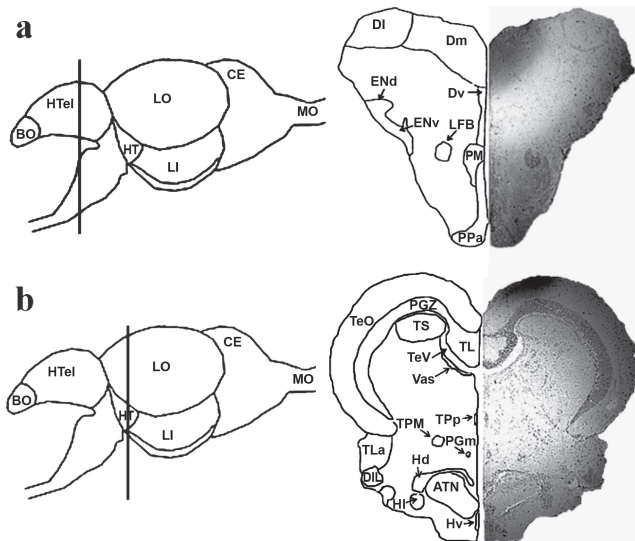 a
BO
HTel
LO
CE
MO
HT
LI
Dl
Dm
ENd
Dv
ENv
LFB
PM
PPa
b
BO
HTel
LO
CE
MO
HT
LI
TeO
PGZ
TS
TL
TeV
Vas
TPp
TPM
PGm
TLa
Hd
DIL
ATN
Hl
Hv